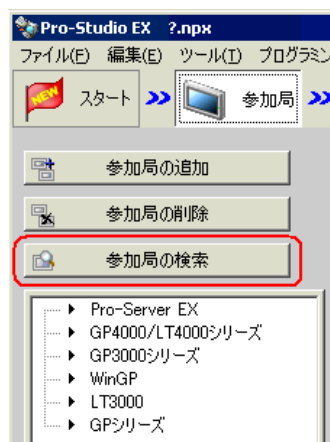 Pro-Studio EX ?.npx
ファイル(F) 編集(E) ツール(T) プログラミン
NEW スタート 参加局
参加局の追加
参加局の削除
参加局の検索
Pro-Server EX
GP4000/LT4000シリーズ
GP3000シリーズ
WinGP
LT3000
GPシリーズ